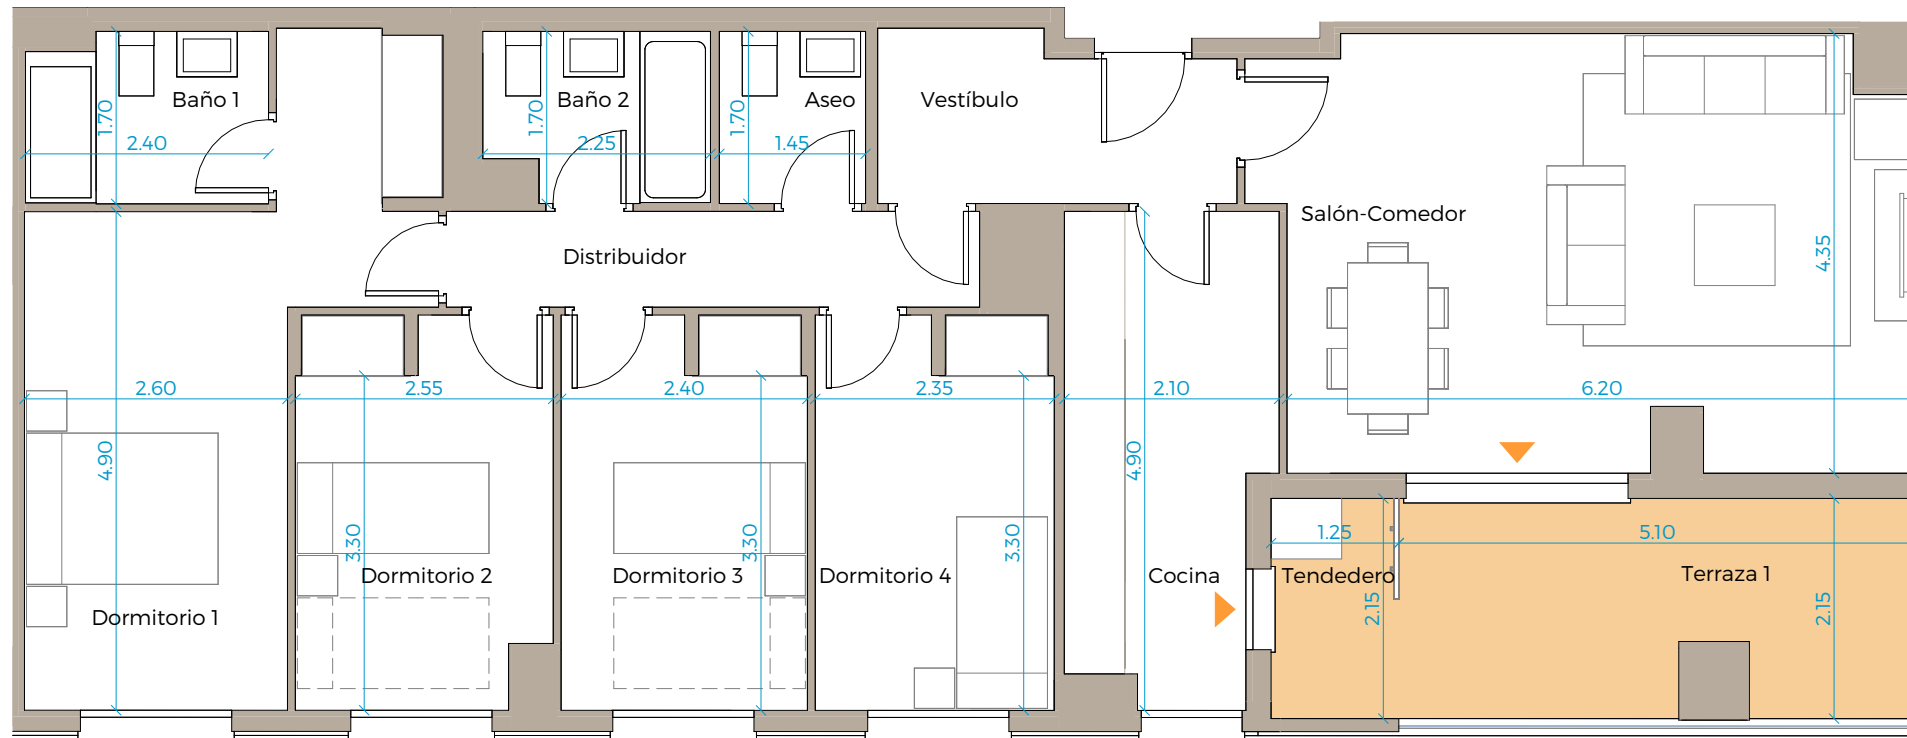 Baño 1
1.70
2.40
Baño 2
1.70
2.25
Aseo
1.70
1.45
Vestíbulo
Salón-Comedor
4.35
Distribuidor
2.60
2.55
2.40
2.35
2.10
6.20
4.90
4.90
3.30
3.30
3.30
1.25
5.10
Dormitorio 1
Dormitorio 2
Dormitorio 3
Dormitorio 4
Cocina
Tendedero
Terraza 1
2.15
2.15